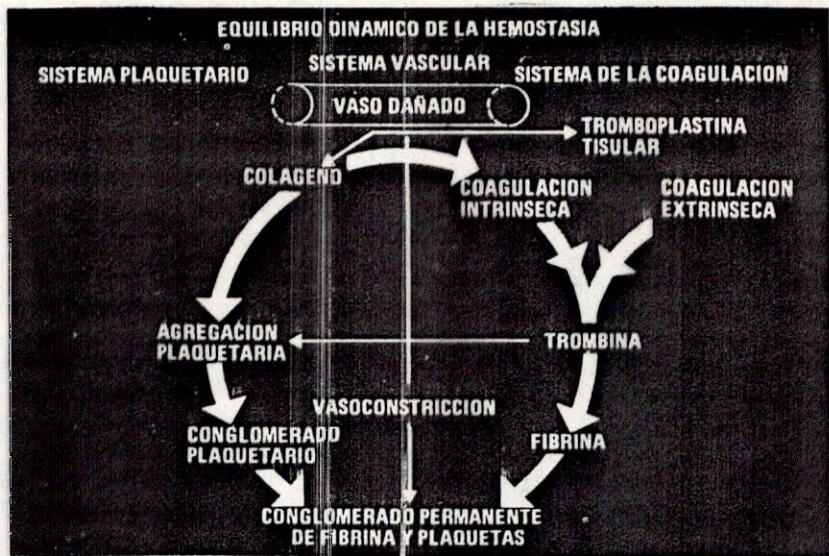 EQUILIBRIO DINAMICO DE LA HEMOSTASIA
SISTEMA PLAQUETARIO
SISTEMA VASCULAR
SISTEMA DE LA COAGULACION
VASO DAÑADO
TROMBOPLASTINA
TISULAR
COLAGENO
COAGULACION
INTRINSECA
COAGULACION
EXTRINSECA
AGREGACION
PLAQUETARIA
TROMBINA
VASOCONSTRICCION
CONGLOMERADO
PLAQUETARIO
FIBRINA
CONGLOMERADO PERMANENTE
DE FIBRINA Y PLAQUETAS